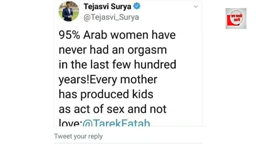 Tejasvi Surya
@Tejasvi_Surya
95% Arab women have
never had an orgasm
in the last few hundred
years!Every mother
has produced kids
as act of sex and not
love:@TarekFatah
Tweet your reply